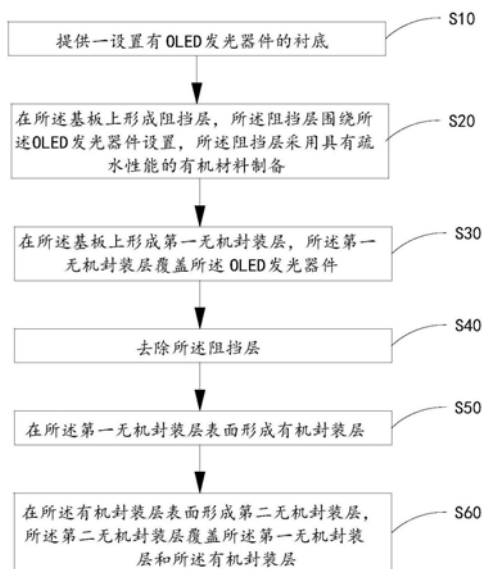 S10
提供一设置有OLED发光器件的衬底
S20
在所述基板上形成阻挡层，所述阻挡层围绕所
述OLED发光器件设置，所述阻挡层采用具有疏
水性能的有机材料制备
S30
在所述基板上形成第一无机封装层，所述第一
无机封装层覆盖所述OLED发光器件
S40
去除所述阻挡层
S50
在所述第一无机封装层表面形成有机封装层
S60
在所述有机封装层表面形成第二无机封装层，
所述第二无机封装层覆盖所述第一无机封装
层和所述有机封装层